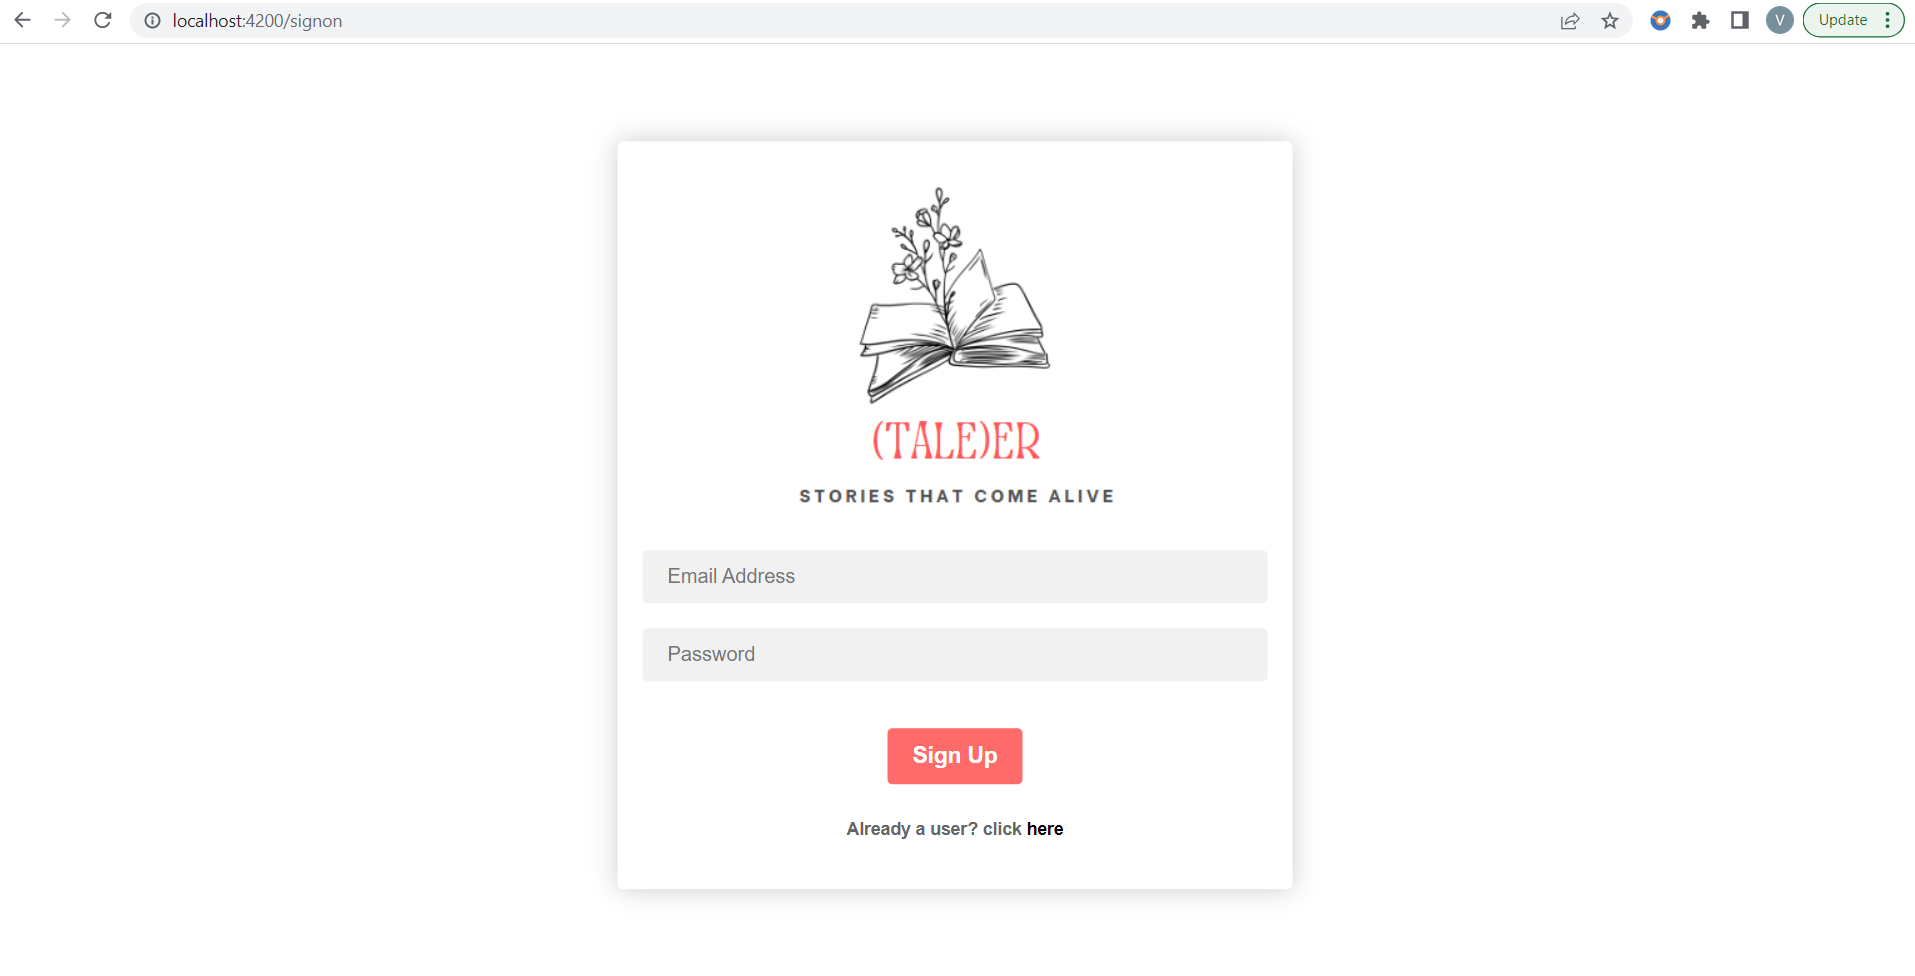 localhost:4200/signon
V
Update
(TALE)ER
STORIES THAT COME ALIVE
Email Address
Password
Sign Up
Already a user? click here